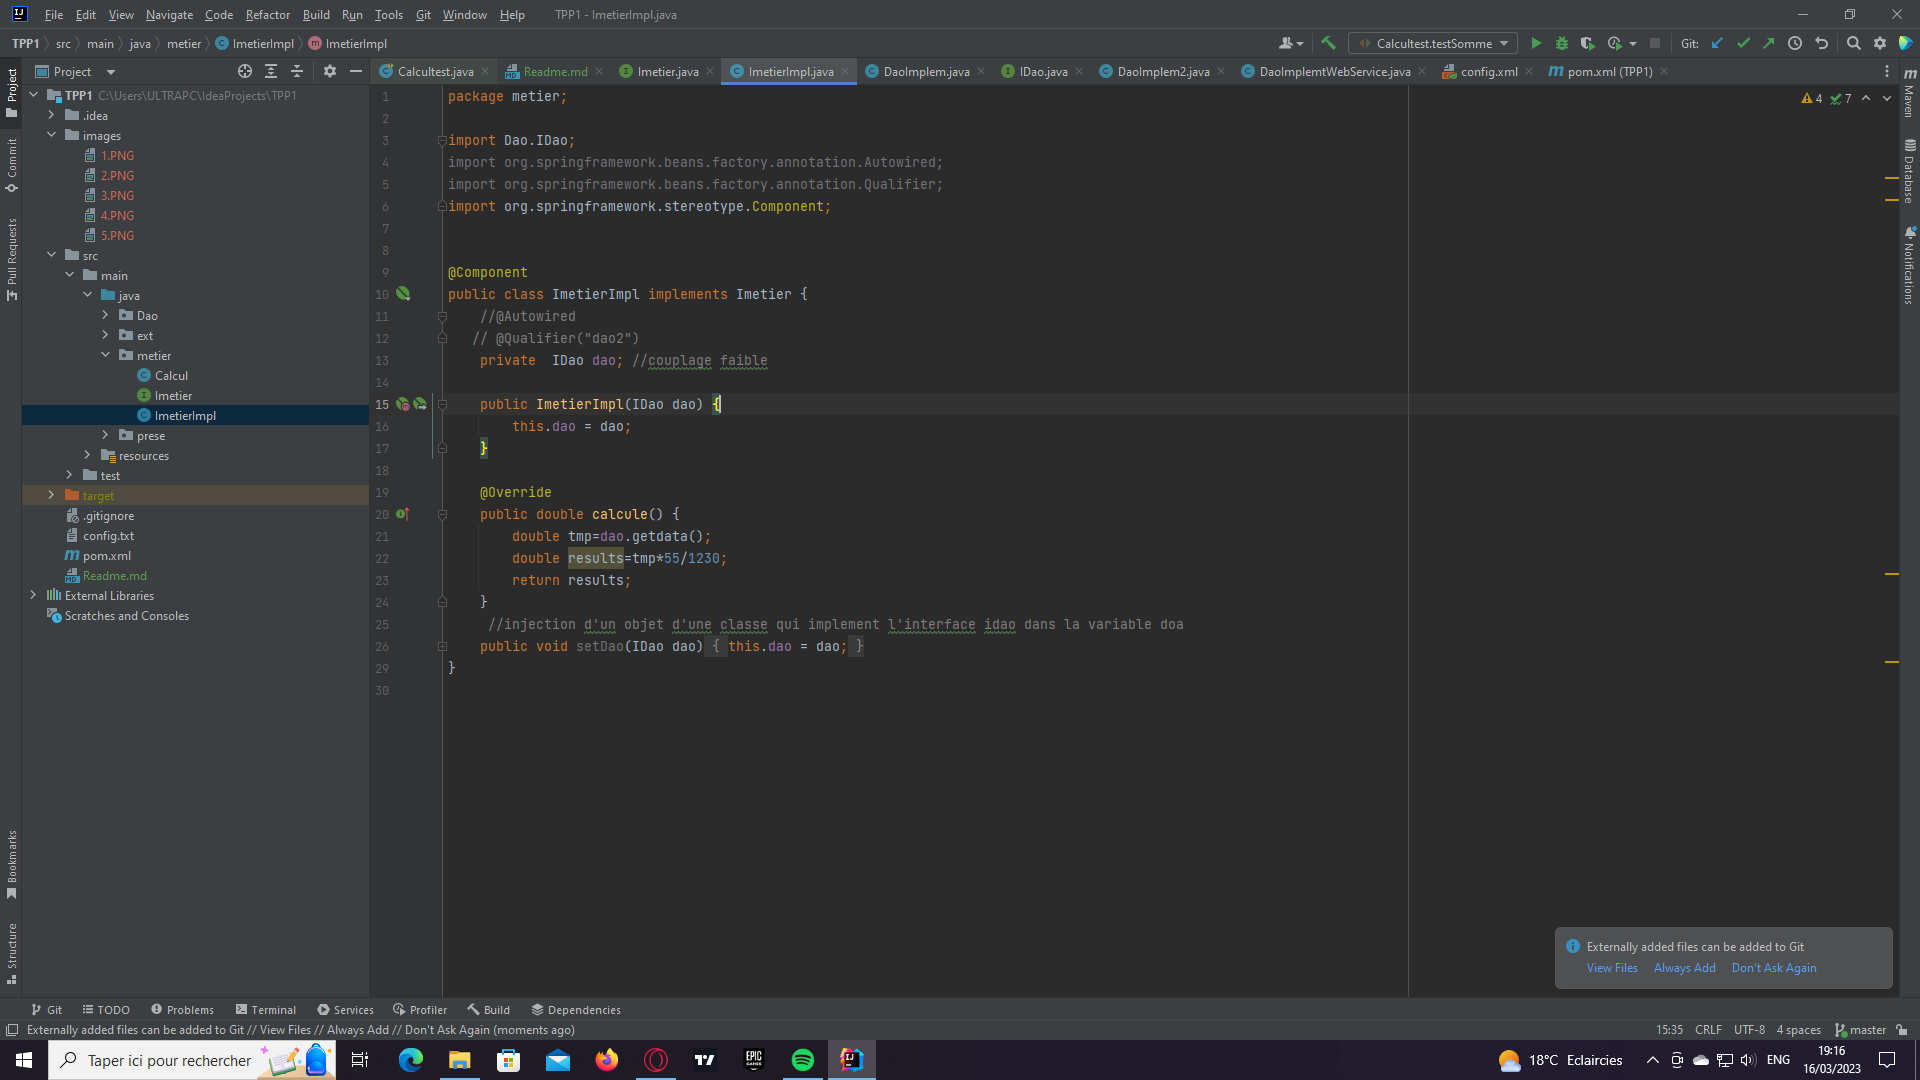 File Edit View Navigate Code Refactor Build Run Tools Git Window Help TPP1 - ImetierImpl.java
TPP1 src main java metier ImetierImpl ImetierImpl
Calcultest.testSomme Git:
Project
Calcultest.java Readme.md Imetier.java ImetierImpl.java DaoImplem.java IDao.java DaoImplem2.java DaoImplemtWebService.java config.xml pom.xml (TPP1)
TPP1 C:\Users\ULTRAPC\IdeaProjects\TPP1
.idea
images
1.PNG
2.PNG
3.PNG
4.PNG
5.PNG
src
main
java
Dao
ext
metier
Calcul
Imetier
ImetierImpl
prese
resources
test
target
.gitignore
config.txt
pom.xml
Readme.md
External Libraries
Scratches and Consoles
Project
Commit
Pull Requests
Bookmarks
Structure
1 package metier;
2
3 import Dao.IDao;
4 import org.springframework.beans.factory.annotation.Autowired;
5 import org.springframework.beans.factory.annotation.Qualifier;
6 import org.springframework.stereotype.Component;
7
8
9 @Component
10 public class ImetierImpl implements Imetier {
11 //@Autowired
12 // @Qualifier("dao2")
13 private  IDao dao; //couplage faible
14
15 public ImetierImpl(IDao dao) {
16 this.dao = dao;
17 }
18
19 @Override
20 public double calcule() {
21 double tmp=dao.getdata();
22 double results=tmp*55/1230;
23 return results;
24 }
25 //injection d'un objet d'une classe qui implement l'interface idao dans la variable doa
26 public void setDao(IDao dao) { this.dao = dao; }
29 }
30
4 7
Maven
Database
Notifications
Externally added files can be added to Git
View Files Always Add Don't Ask Again
Git TODO Problems Terminal Services Profiler Build Dependencies
Externally added files can be added to Git // View Files // Always Add // Don't Ask Again (moments ago)
15:35 CRLF UTF-8 4 spaces master
Taper ici pour rechercher
EPIC GAMES
18°C Eclaircies
ENG
19:16
16/03/2023